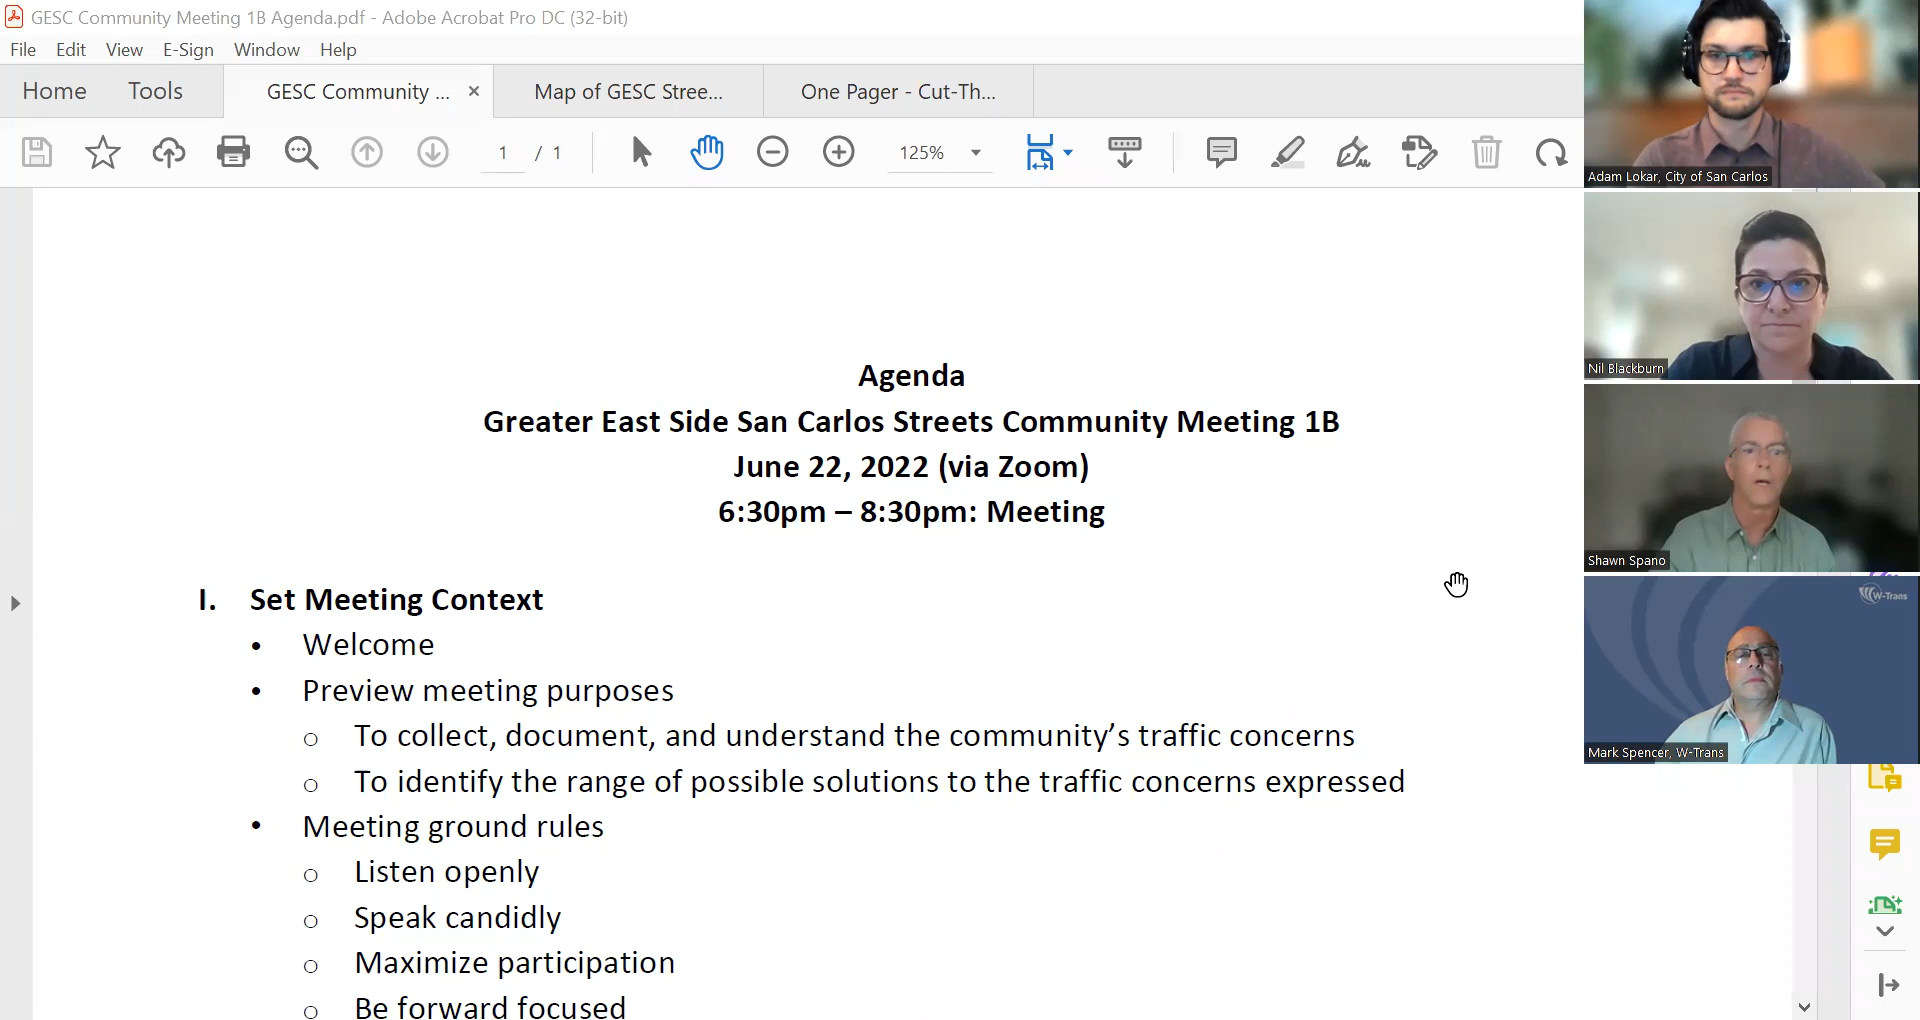 GESC Community Meeting 1B Agenda.pdf - Adobe Acrobat Pro DC (32-bit)
File Edit View E-Sign Window Help
Home Tools GESC Community ... × Map of GESC Stree... One Pager - Cut-Th...
1 / 1 125%
Adam Lokar, City of San Carlos
Nil Blackburn
Shawn Spano
W-Trans
Mark Spencer, W-Trans
Agenda
Greater East Side San Carlos Streets Community Meeting 1B
June 22, 2022 (via Zoom)
6:30pm – 8:30pm: Meeting
I. Set Meeting Context
• Welcome
• Preview meeting purposes
o To collect, document, and understand the community’s traffic concerns
o To identify the range of possible solutions to the traffic concerns expressed
• Meeting ground rules
o Listen openly
o Speak candidly
o Maximize participation
o Be forward focused